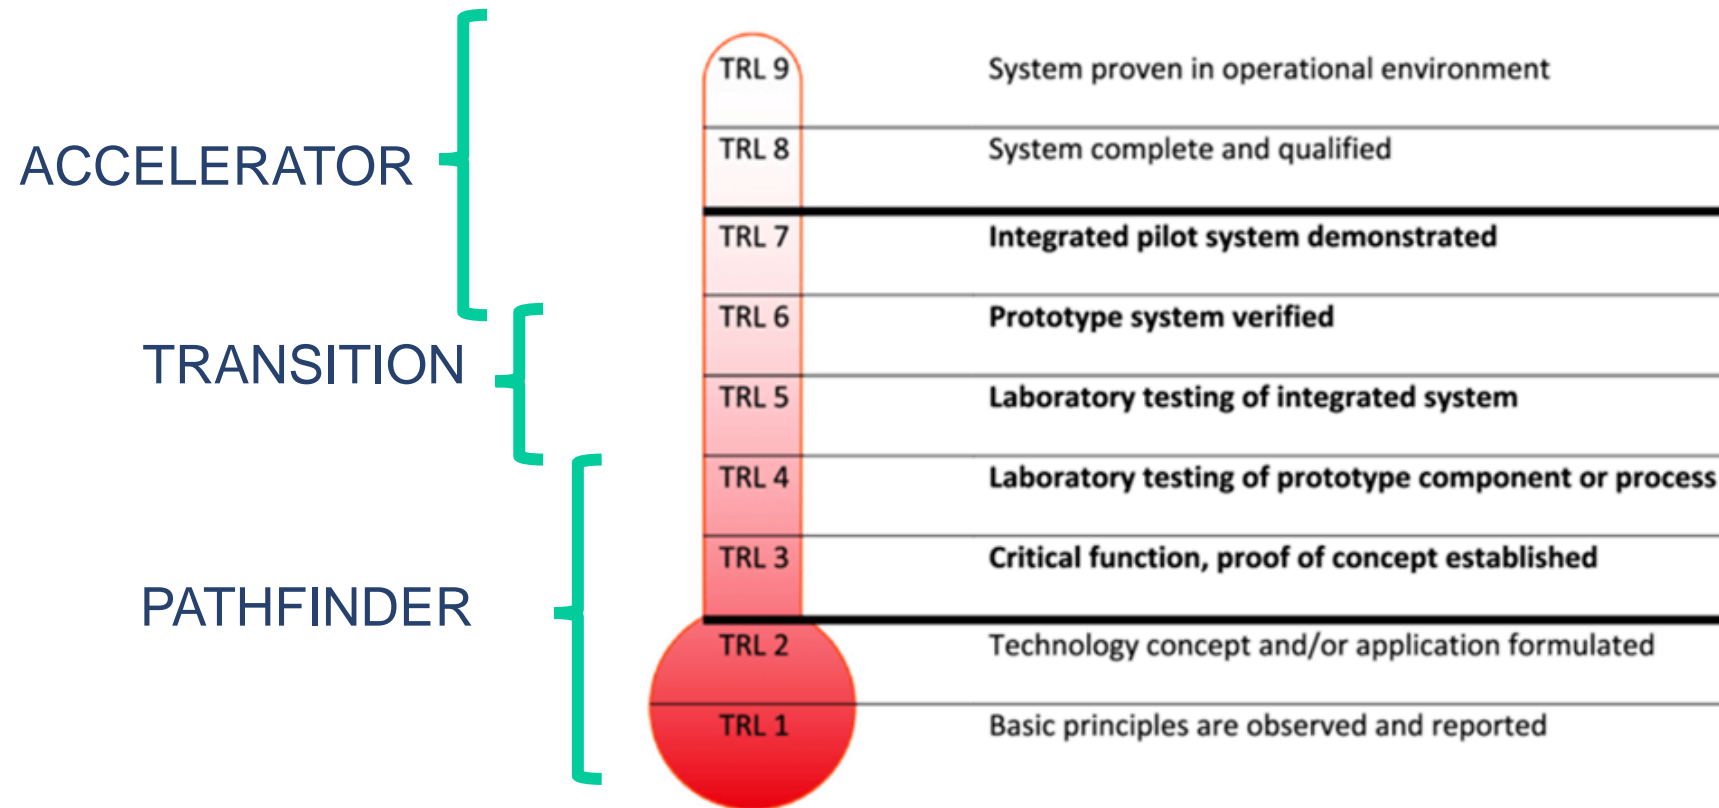 TRL 9 System proven in operational environment
ACCELERATOR
TRL 8 System complete and qualified
TRL 7 Integrated pilot system demonstrated
TRL 6 Prototype system verified
TRANSITION
TRL 5 Laboratory testing of integrated system
TRL 4 Laboratory testing of prototype component or process
TRL 3 Critical function, proof of concept established
PATHFINDER
TRL 2 Technology concept and/or application formulated
TRL 1 Basic principles are observed and reported